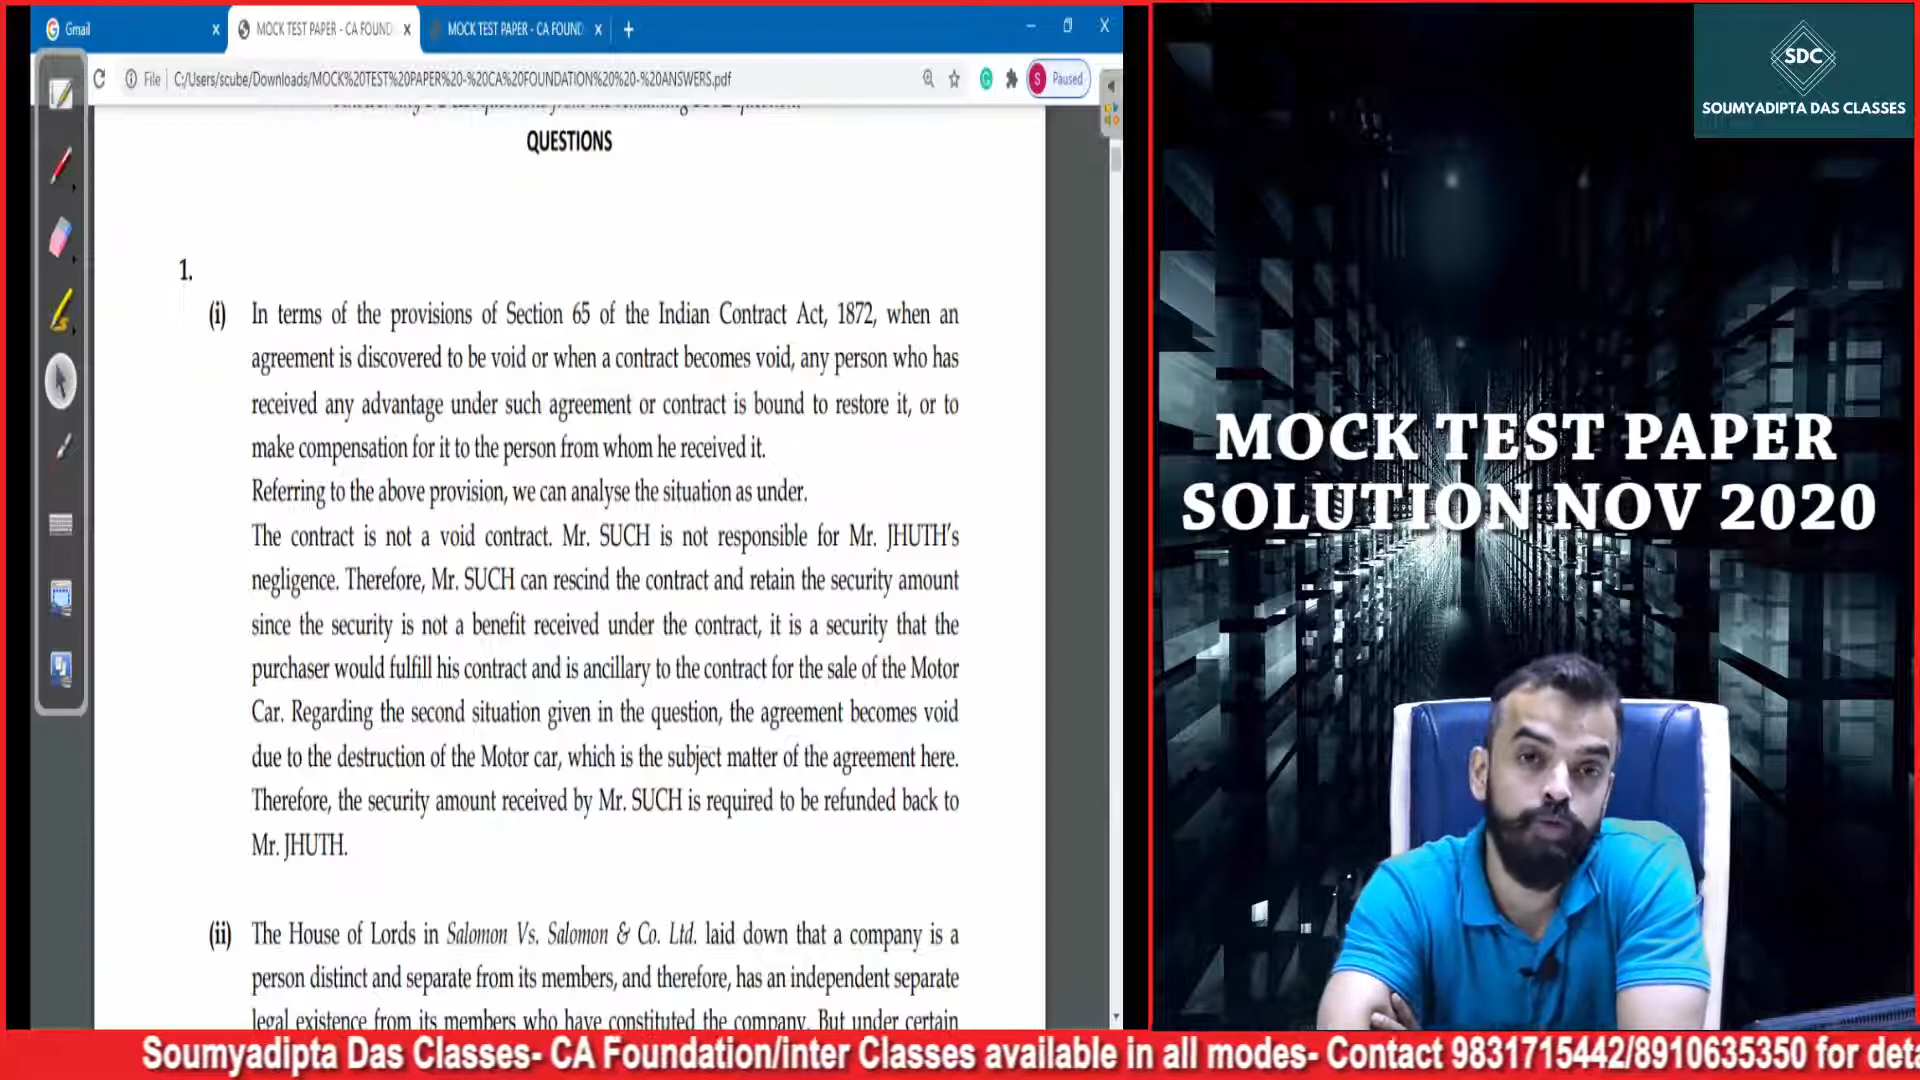 Gmail
MOCK TEST PAPER - CA FOUND
MOCK TEST PAPER - CA FOUND
File
C:/Users/scube/Downloads/MOCK%20TEST%20PAPER%20-%20CA%20FOUNDATION%20%20-%20ANSWERS.pdf
S
Paused
QUESTIONS
1.
(i) In terms of the provisions of Section 65 of the Indian Contract Act, 1872, when an
agreement is discovered to be void or when a contract becomes void, any person who has
received any advantage under such agreement or contract is bound to restore it, or to
make compensation for it to the person from whom he received it.
Referring to the above provision, we can analyse the situation as under.
The contract is not a void contract. Mr. SUCH is not responsible for Mr. JHUTH's
negligence. Therefore, Mr. SUCH can rescind the contract and retain the security amount
since the security is not a benefit received under the contract, it is a security that the
purchaser would fulfill his contract and is ancillary to the contract for the sale of the Motor
Car. Regarding the second situation given in the question, the agreement becomes void
due to the destruction of the Motor car, which is the subject matter of the agreement here.
Therefore, the security amount received by Mr. SUCH is required to be refunded back to
Mr. JHUTH.
(ii) The House of Lords in Salomon Vs. Salomon & Co. Ltd. laid down that a company is a
person distinct and separate from its members, and therefore, has an independent separate
legal existence from its members who have constituted the company. But under certain
SDC
SOUMYADIPTA DAS CLASSES
MOCK TEST PAPER
SOLUTION NOV 2020
Soumyadipta Das Classes- CA Foundation/inter Classes available in all modes- Contact 9831715442/8910635350 for deta